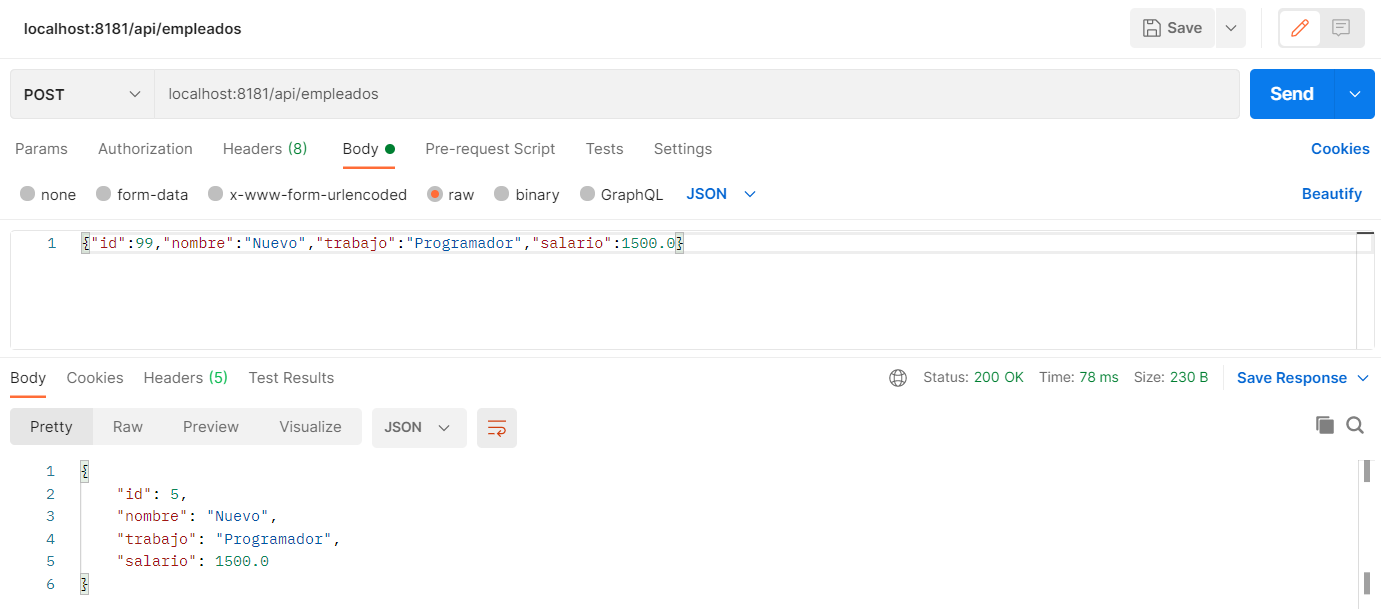 localhost:8181/api/empleados
Save
POST
localhost:8181/api/empleados
Send
Params Authorization Headers (8) Body Pre-request Script Tests Settings Cookies
none form-data x-www-form-urlencoded raw binary GraphQL JSON Beautify
1 {"id":99,"nombre":"Nuevo","trabajo":"Programador","salario":1500.0}
Body Cookies Headers (5) Test Results Status: 200 OK Time: 78 ms Size: 230 B Save Response
Pretty Raw Preview Visualize JSON
1 {
2 "id": 5,
3 "nombre": "Nuevo",
4 "trabajo": "Programador",
5 "salario": 1500.0
6 }